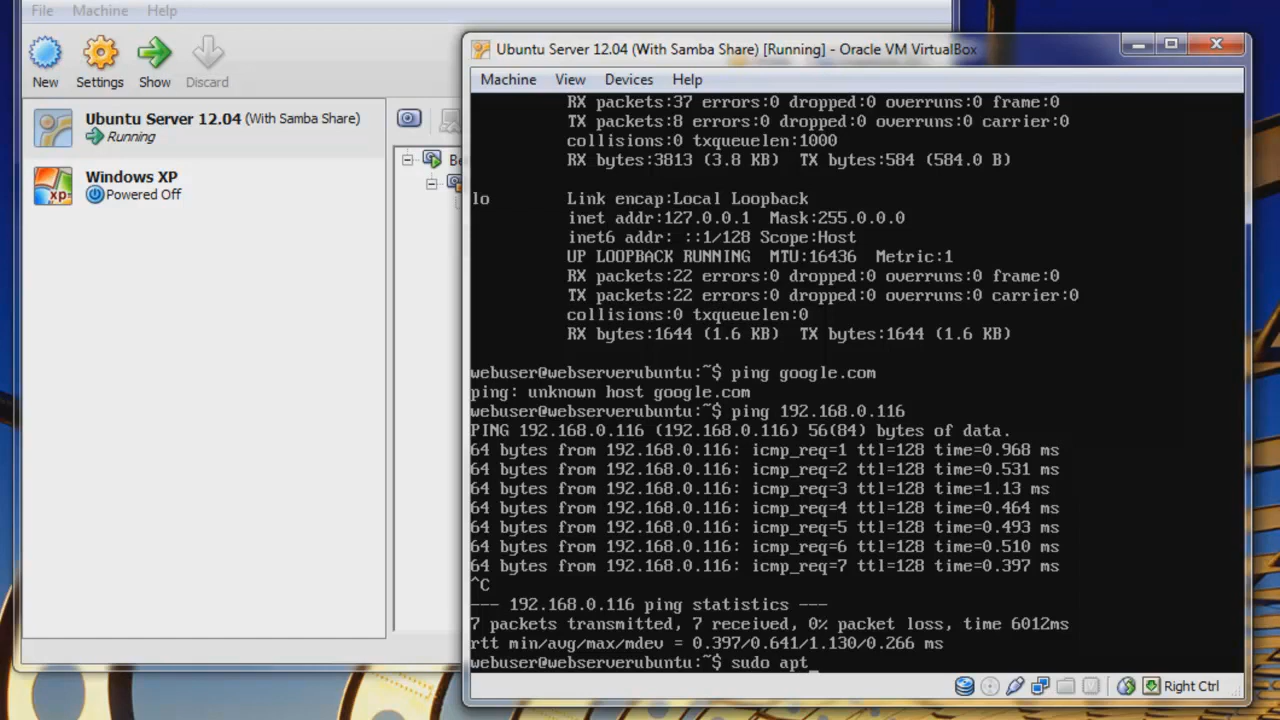 File Machine Help
New Settings Show Discard
Ubuntu Server 12.04 (With Samba Share)
Running
Windows XP
Powered Off
xp
Ubuntu Server 12.04 (With Samba Share) [Running] - Oracle VM VirtualBox
Machine View Devices Help
RX packets:37 errors:0 dropped:0 overruns:0 frame:0
TX packets:8 errors:0 dropped:0 overruns:0 carrier:0
collisions:0 txqueuelen:1000
RX bytes:3813 (3.8 KB) TX bytes:584 (584.0 B)
lo Link encap:Local Loopback
inet addr:127.0.0.1 Mask:255.0.0.0
inet6 addr: ::1/128 Scope:Host
UP LOOPBACK RUNNING MTU:16436 Metric:1
RX packets:22 errors:0 dropped:0 overruns:0 frame:0
TX packets:22 errors:0 dropped:0 overruns:0 carrier:0
collisions:0 txqueuelen:0
RX bytes:1644 (1.6 KB) TX bytes:1644 (1.6 KB)
webuser@webserverubuntu:~$ ping google.com
ping: unknown host google.com
webuser@webserverubuntu:~$ ping 192.168.0.116
PING 192.168.0.116 (192.168.0.116) 56(84) bytes of data.
64 bytes from 192.168.0.116: icmp_req=1 ttl=128 time=0.968 ms
64 bytes from 192.168.0.116: icmp_req=2 ttl=128 time=0.531 ms
64 bytes from 192.168.0.116: icmp_req=3 ttl=128 time=1.13 ms
64 bytes from 192.168.0.116: icmp_req=4 ttl=128 time=0.464 ms
64 bytes from 192.168.0.116: icmp_req=5 ttl=128 time=0.493 ms
64 bytes from 192.168.0.116: icmp_req=6 ttl=128 time=0.510 ms
64 bytes from 192.168.0.116: icmp_req=7 ttl=128 time=0.397 ms
^C
--- 192.168.0.116 ping statistics ---
7 packets transmitted, 7 received, 0% packet loss, time 6012ms
rtt min/avg/max/mdev = 0.397/0.641/1.130/0.266 ms
webuser@webserverubuntu:~$ sudo apt_
Right Ctrl